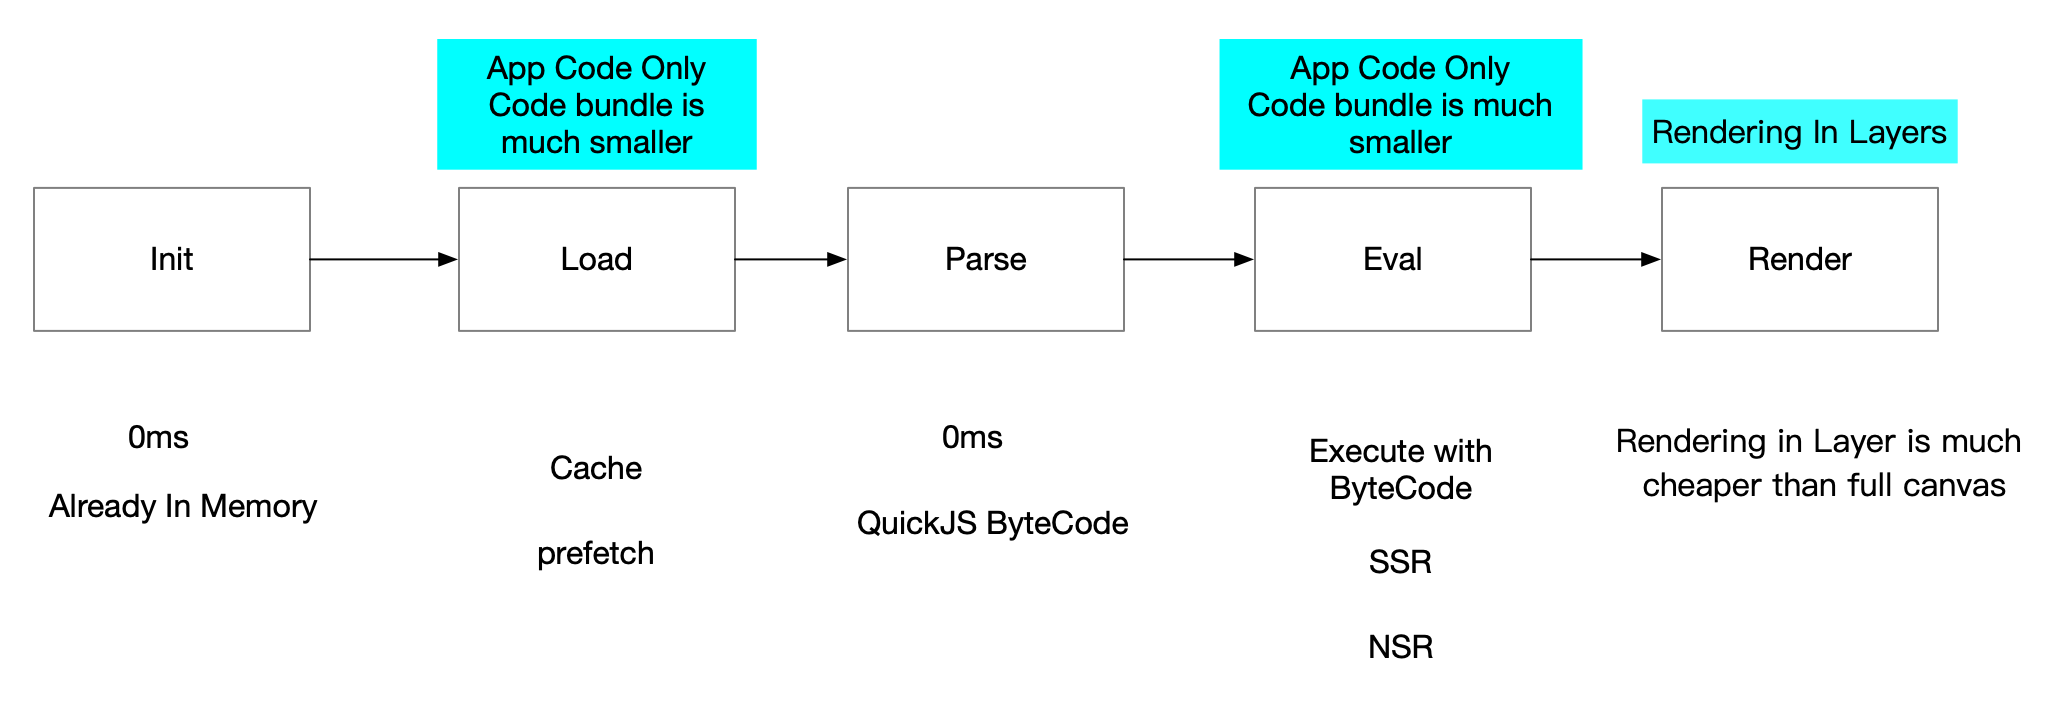 App Code Only
Code bundle is
much smaller
App Code Only
Code bundle is much
smaller
Rendering In Layers
Init
Load
Parse
Eval
Render
0ms
Already In Memory
Cache
prefetch
0ms
QuickJS ByteCode
Execute with
ByteCode
SSR
NSR
Rendering in Layer is much
cheaper than full canvas